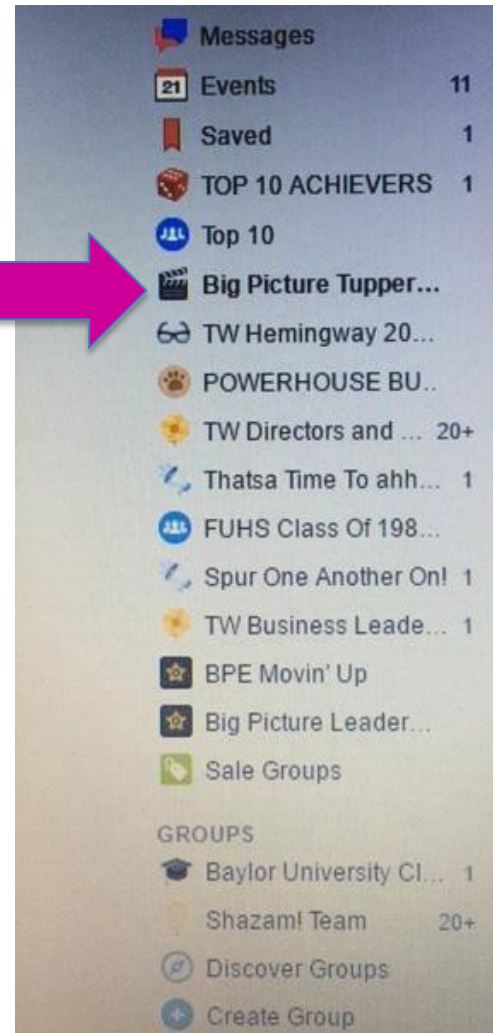 Messages
21 Events 11
Saved 1
TOP 10 ACHIEVERS 1
Top 10
Big Picture Tupper...
TW Hemingway 20...
POWERHOUSE BU..
TW Directors and ... 20+
Thatsa Time To ahh... 1
FUHS Class Of 198...
Spur One Another On! 1
TW Business Leade... 1
BPE Movin' Up
Big Picture Leader...
Sale Groups
GROUPS
Baylor University Cl... 1
Shazam! Team 20+
Discover Groups
Create Group